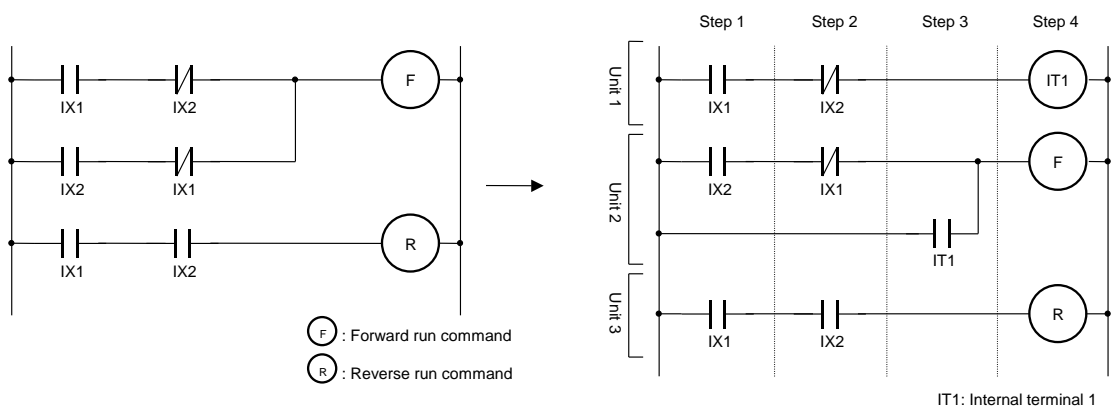 IX1 IX2 F
IX2 IX1
IX1 IX2 R
F : Forward run command
R : Reverse run command
Step 1 Step 2 Step 3 Step 4
Unit 1
IX1 IX2 IT1
Unit 2
IX2 IX1 F
IT1
Unit 3
IX1 IX2 R
IT1: Internal terminal 1